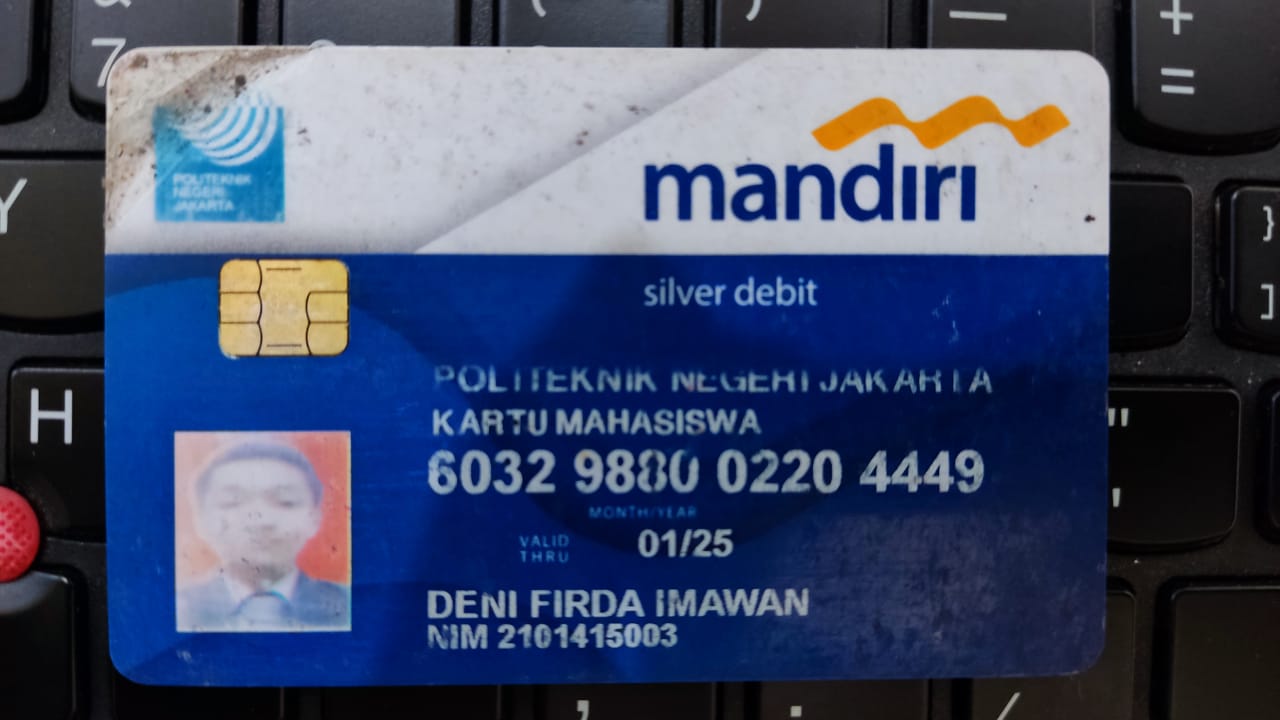 7
+
=
POLITEKNIK
NEGERI
JAKARTA
mandiri
Y
}
]
silver debit
POLITEKNIK NEGERI JAKARTA
H
KARTU MAHASISWA
"
'
6032 9880 0220 4449
MONTH/YEAR
VALID
THRU
01/25
DENI FIRDA IMAWAN
NIM 2101415003